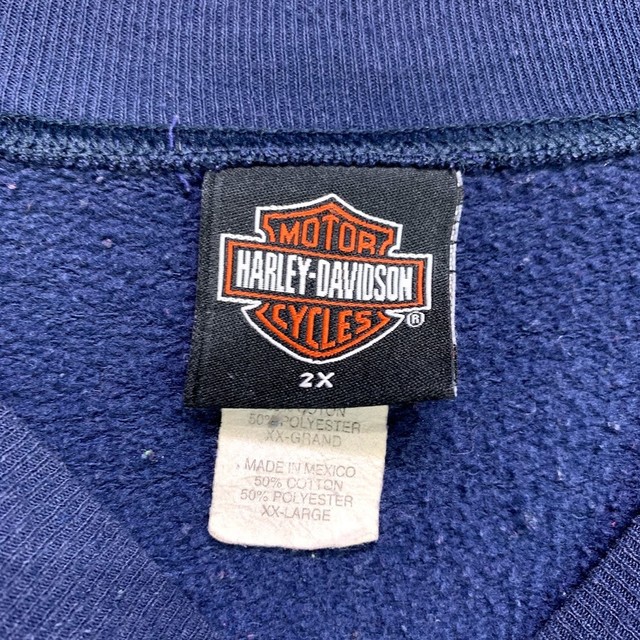 MOTOR
HARLEY-DAVIDSON
CYCLES
®
2X
50% POLYESTER
XX-GRAND
MADE IN MEXICO
50% COTTON
50% POLYESTER
XX-LARGE